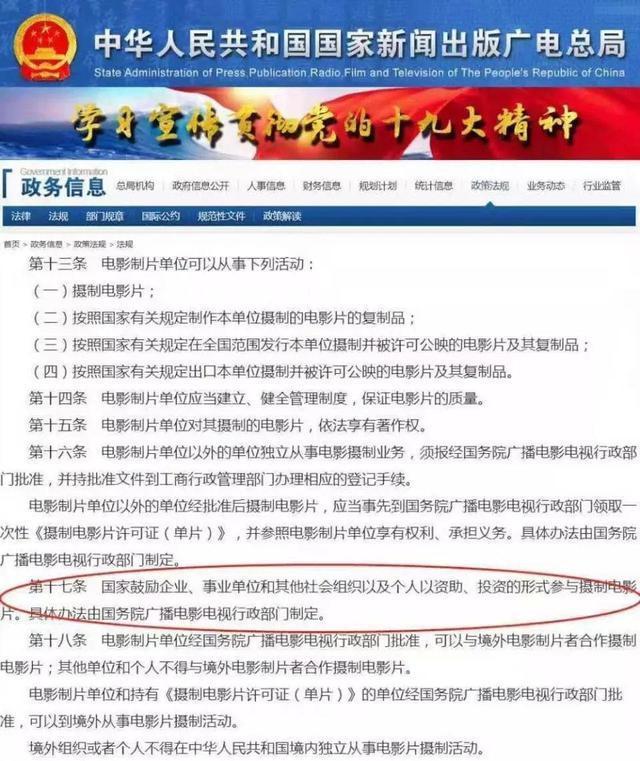 中华人民共和国国家新闻出版广电总局
State Administration of Press, Publication, Radio, Film and Television of The People's Republic of China
学习宣传贯彻党的十九大精神
Government Information
政务信息 总局机构 政府信息公开 人事信息 财务信息 规划计划 统计信息 政策法规 业务动态 行业监管
法律 法规 部门规章 国际公约 规范性文件 政策解读
首页 > 政务信息 > 政策法规 > 法规
第十三条 电影制片单位可以从事下列活动：
（一）摄制电影片；
（二）按照国家有关规定制作本单位摄制的电影片的复制品；
（三）按照国家有关规定在全国范围发行本单位摄制并被许可公映的电影片及其复制品；
（四）按照国家有关规定出口本单位摄制并被许可公映的电影片及其复制品。
第十四条 电影制片单位应当建立、健全管理制度，保证电影片的质量。
第十五条 电影制片单位对其摄制的电影片，依法享有著作权。
第十六条 电影制片单位以外的单位独立从事电影摄制业务，须报经国务院广播电影电视行政部
门批准，并持批准文件到工商行政管理部门办理相应的登记手续。
电影制片单位以外的单位经批准后摄制电影片，应当事先到国务院广播电影电视行政部门领取一
次性《摄制电影片许可证（单片）》，并参照电影制片单位享有权利、承担义务。具体办法由国务院
广播电影电视行政部门制定。
第十七条 国家鼓励企业、事业单位和其他社会组织以及个人以资助、投资的形式参与摄制电影
片。具体办法由国务院广播电影电视行政部门制定。
第十八条 电影制片单位经国务院广播电影电视行政部门批准，可以与境外电影制片者合作摄制
电影片；其他单位和个人不得与境外电影制片者合作摄制电影片。
电影制片单位和持有《摄制电影片许可证（单片）》的单位经国务院广播电影电视行政部门批
准，可以到境外从事电影片摄制活动。
境外组织或者个人不得在中华人民共和国境内独立从事电影片摄制活动。